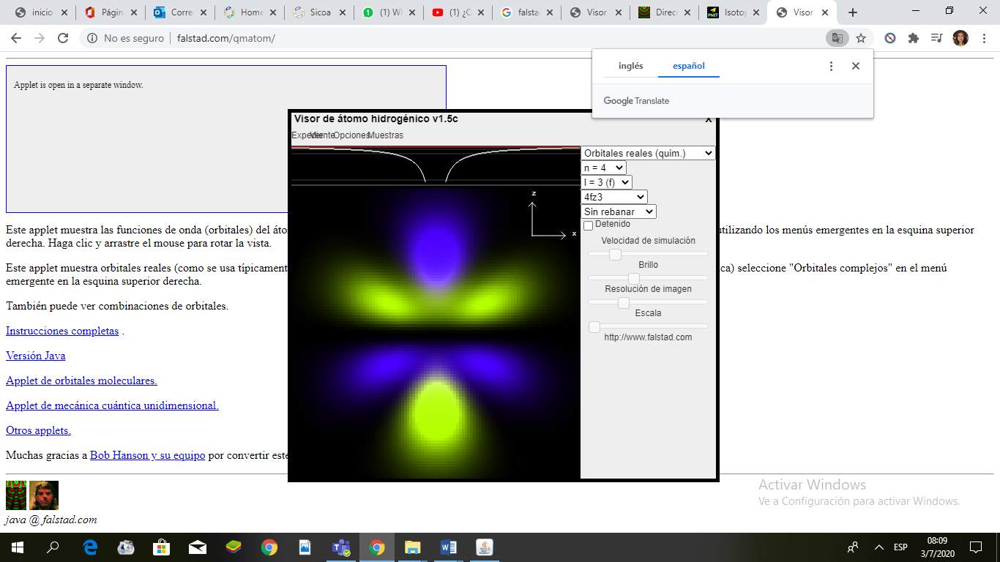 inicio
Págin
Corre
Home
Sicoa
(1) W
(1) ¿C
falsta
Visor
Direc
Isotop
Visor
No es seguro | falstad.com/qmatom/
inglés español
Google Translate
Applet is open in a separate window.
Visor de átomo hidrogénico v1.5c
x
Opciones Muestras
Orbitales reales (quim.)
n = 4
l = 3 (f)
4fz3
Sin rebanar
Detenido
Velocidad de simulación
Brillo
Resolución de imagen
Escala
http://www.falstad.com
z
x
Este applet muestra las funciones de onda (orbitales) del áto utilizando los menús emergentes en la esquina superior
derecha. Haga clic y arrastre el mouse para rotar la vista.
Este applet muestra orbitales reales (como se usa típicament ca) seleccione "Orbitales complejos" en el menú
emergente en la esquina superior derecha.
También puede ver combinaciones de orbitales.
Instrucciones completas .
Versión Java
Applet de orbitales moleculares.
Applet de mecánica cuántica unidimensional.
Otros applets.
Muchas gracias a Bob Hanson y su equipo por convertir este
java @ falstad.com
Activar Windows
Ve a Configuración para activar Windows.
ESP
08:09
3/7/2020